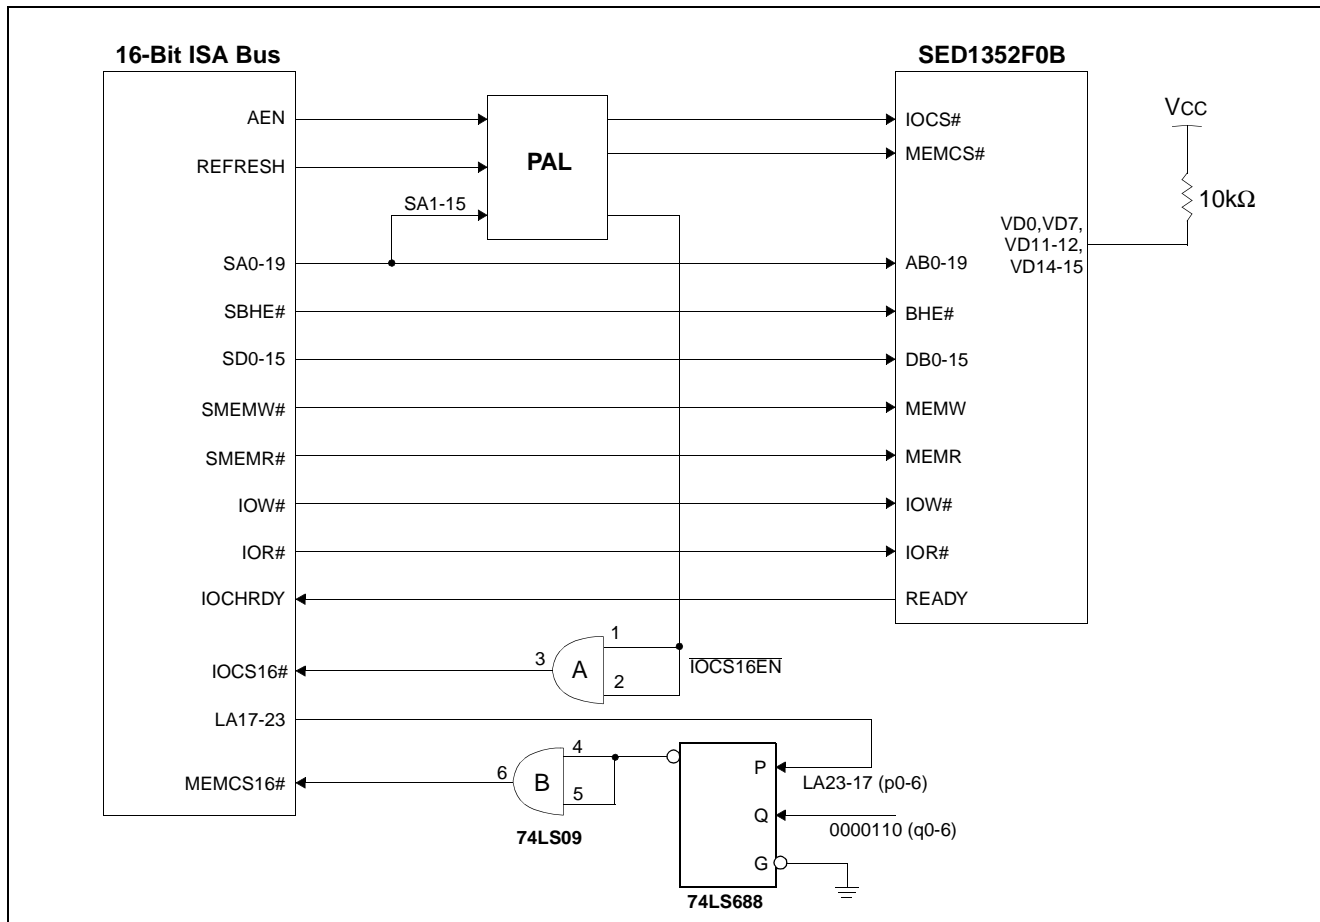 16-Bit ISA Bus
SED1352F0B
AEN
REFRESH
SA0-19
SBHE#
SD0-15
SMEMW#
SMEMR#
IOW#
IOR#
IOCHRDY
IOCS16#
LA17-23
MEMCS16#
PAL
SA1-15
IOCS#
MEMCS#
AB0-19
BHE#
DB0-15
MEMW
MEMR
IOW#
IOR#
READY
VD0,VD7,
VD11-12,
VD14-15
VCC
10kΩ
1
2
3
A
IOCS16EN
4
5
6
B
74LS09
P
Q
G
LA23-17 (p0-6)
0000110 (q0-6)
74LS688